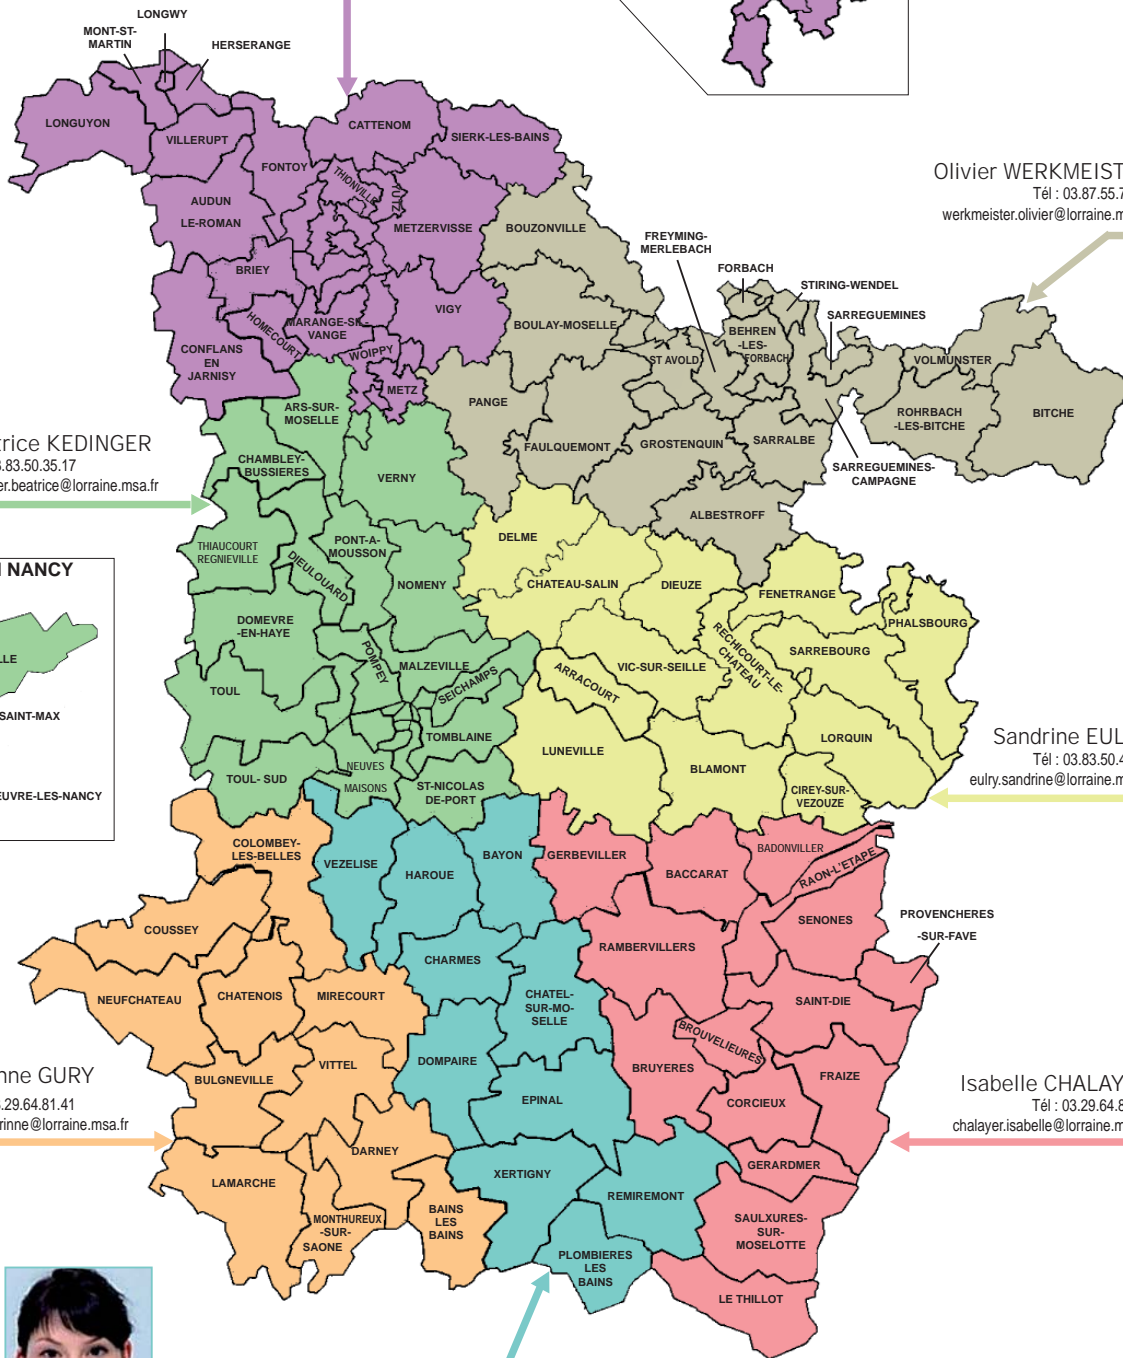 LONGWY
MONT-ST-
MARTIN
HERSERANGE
LONGUYON
VILLERUPT
CATTENOM
SIERK-LES-BAINS
FONTOY
THIONVILLE
YUTZ
AUDUN
LE-ROMAN
METZERVISSE
BRIEY
VIGY
HOMECOURT
MARANGE-SIL-
VANGE
CONFLANS
EN
JARNISY
WOIPPY
METZ
Olivier WERKMEIST
Tél : 03.87.55.7
werkmeister.olivier@lorraine.m
BOUZONVILLE
FREYMING-
MERLEBACH
FORBACH
STIRING-WENDEL
SARREGUEMINES
BOULAY-MOSELLE
BEHREN
-LES-
FORBACH
ST AVOLD
VOLMUNSTER
PANGE
ROHRBACH
-LES-BITCHE
BITCHE
FAULQUEMONT
GROSTENQUIN
SARRALBE
SARREGUEMINES-
CAMPAGNE
ALBESTROFF
ARS-SUR-
MOSELLE
trice KEDINGER
3.83.50.35.17
er.beatrice@lorraine.msa.fr
CHAMBLEY-
BUSSIERES
VERNY
THIAUCOURT
REGNIEVILLE
PONT-A-
MOUSSON
DIEULOUARD
NOMENY
DOMEVRE
-EN-HAYE
POMPEY
MALZEVILLE
SEICHAMPS
TOUL
TOMBLAINE
NEUVES
MAISONS
TOUL- SUD
ST-NICOLAS
DE-PORT
NANCY
LLE
SAINT-MAX
EUVRE-LES-NANCY
DELME
CHATEAU-SALIN
DIEUZE
FENETRANGE
PHALSBOURG
RECHICOURT-LE-
CHATEAU
SARREBOURG
VIC-SUR-SEILLE
ARRACOURT
LUNEVILLE
BLAMONT
LORQUIN
CIREY-SUR-
VEZOUZE
Sandrine EUL
Tél : 03.83.50.4
eulry.sandrine@lorraine.m
COLOMBEY-
LES-BELLES
VEZELISE
HAROUE
BAYON
GERBEVILLER
BACCARAT
BADONVILLER
RAON-L'ETAPE
COUSSEY
CHARMES
RAMBERVILLERS
SENONES
PROVENCHERES
-SUR-FAVE
NEUFCHATEAU
CHATENOIS
MIRECOURT
CHATEL-
SUR-MO-
SELLE
SAINT-DIE
BROUVELIEURES
BULGNEVILLE
VITTEL
DOMPAIRE
BRUYERES
FRAIZE
EPINAL
CORCIEUX
nne GURY
3.29.64.81.41
rinne@lorraine.msa.fr
Isabelle CHALAY
Tél : 03.29.64.8
chalayer.isabelle@lorraine.m
DARNEY
LAMARCHE
XERTIGNY
GERARDMER
REMIREMONT
MONTHUREUX
-SUR-
SAONE
BAINS
LES
BAINS
SAULXURES-
SUR-
MOSELOTTE
PLOMBIERES
LES
BAINS
LE THILLOT